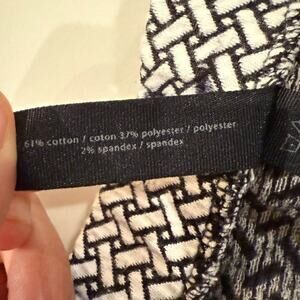 61% cotton / coton 37% polyester / polyester
2% spandex / spandex